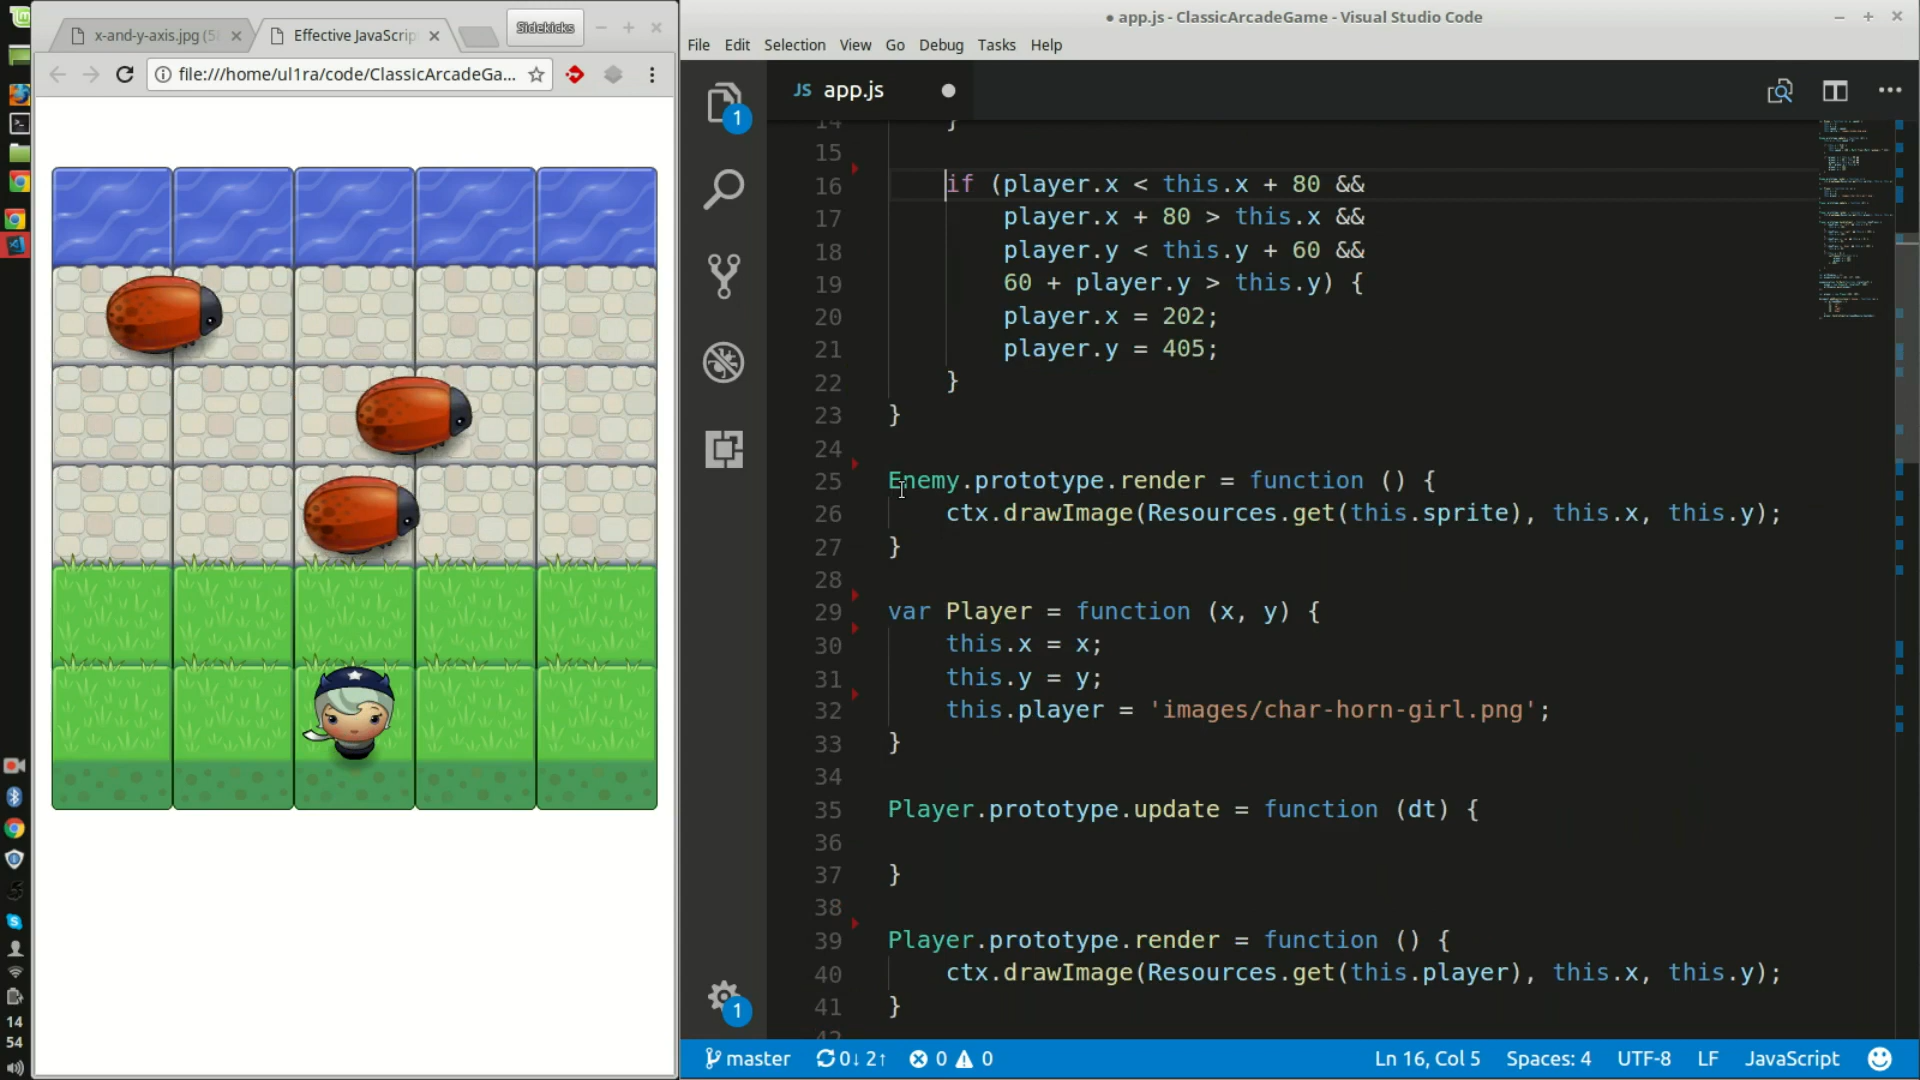 x-and-y-axis.jpg (5
Effective JavaScrip
Sidekicks
file:///home/ul1ra/code/ClassicArcadeGa...
● app.js - ClassicArcadeGame - Visual Studio Code
File Edit Selection View Go Debug Tasks Help
JS app.js
1
14 }
15
16 if (player.x < this.x + 80 &&
17 player.x + 80 > this.x &&
18 player.y < this.y + 60 &&
19 60 + player.y > this.y) {
20 player.x = 202;
21 player.y = 405;
22 }
23 }
24
25 Enemy.prototype.render = function () {
26 ctx.drawImage(Resources.get(this.sprite), this.x, this.y);
27 }
28
29 var Player = function (x, y) {
30 this.x = x;
31 this.y = y;
32 this.player = 'images/char-horn-girl.png';
33 }
34
35 Player.prototype.update = function (dt) {
36
37 }
38
39 Player.prototype.render = function () {
40 ctx.drawImage(Resources.get(this.player), this.x, this.y);
41 }
42
1
14
54
master 0↓ 2↑ 0 0 Ln 16, Col 5 Spaces: 4 UTF-8 LF JavaScript